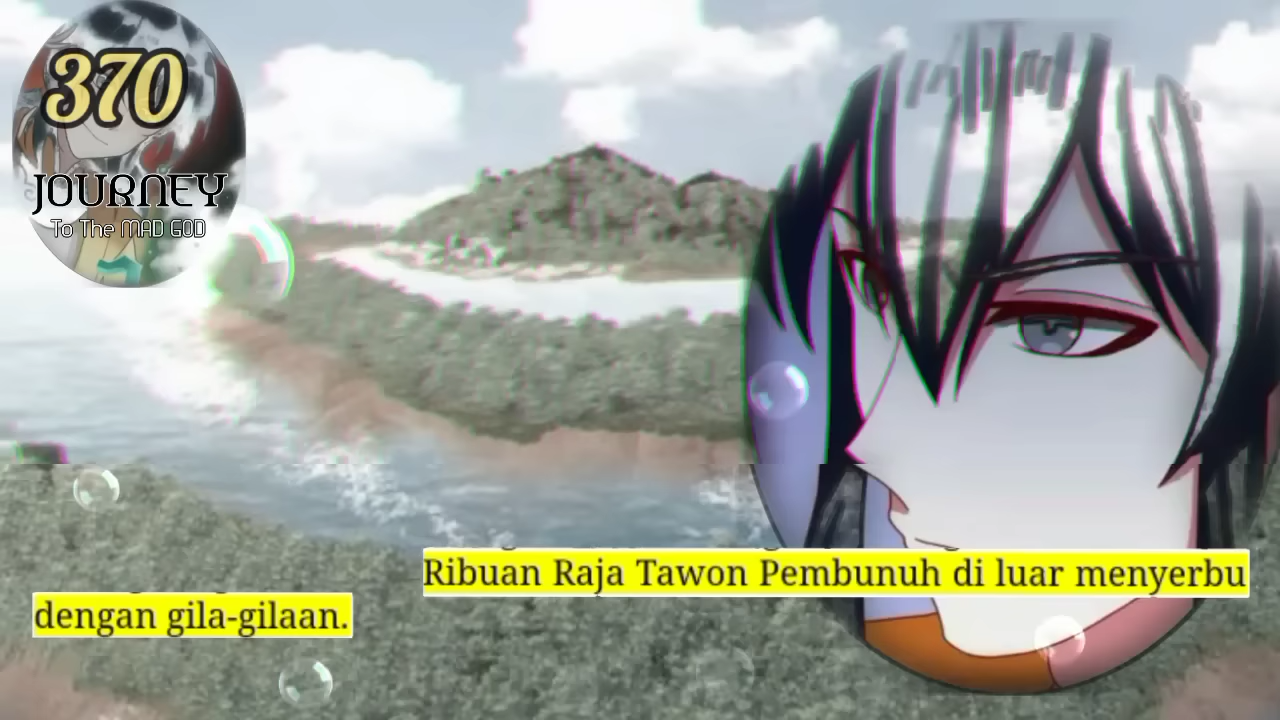 370
JOURNEY
To The MAD GOD
Ribuan Raja Tawon Pembunuh di luar menyerbu
dengan gila-gilaan.